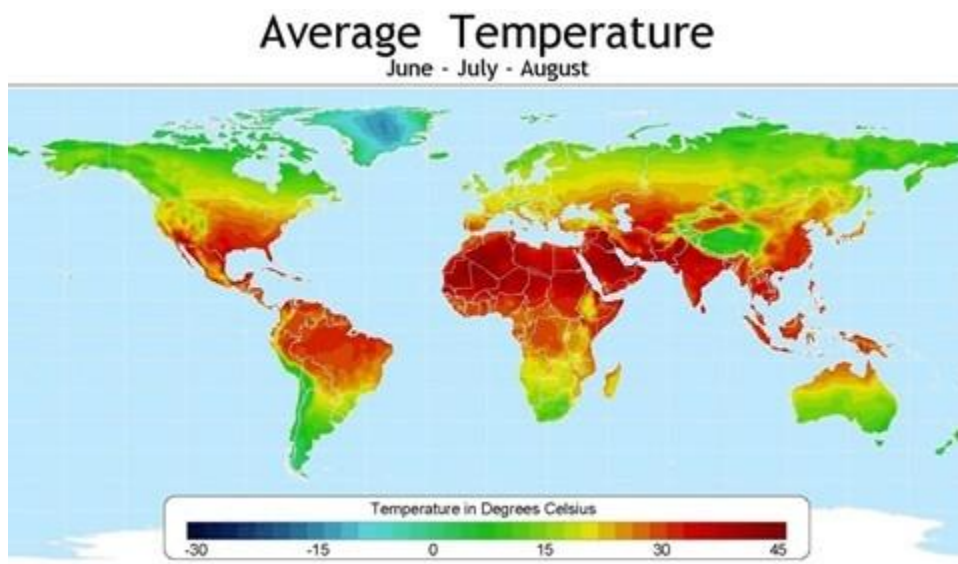 Average Temperature
June - July - August
Temperature in Degrees Celsius
-30 -15 0 15 30 45